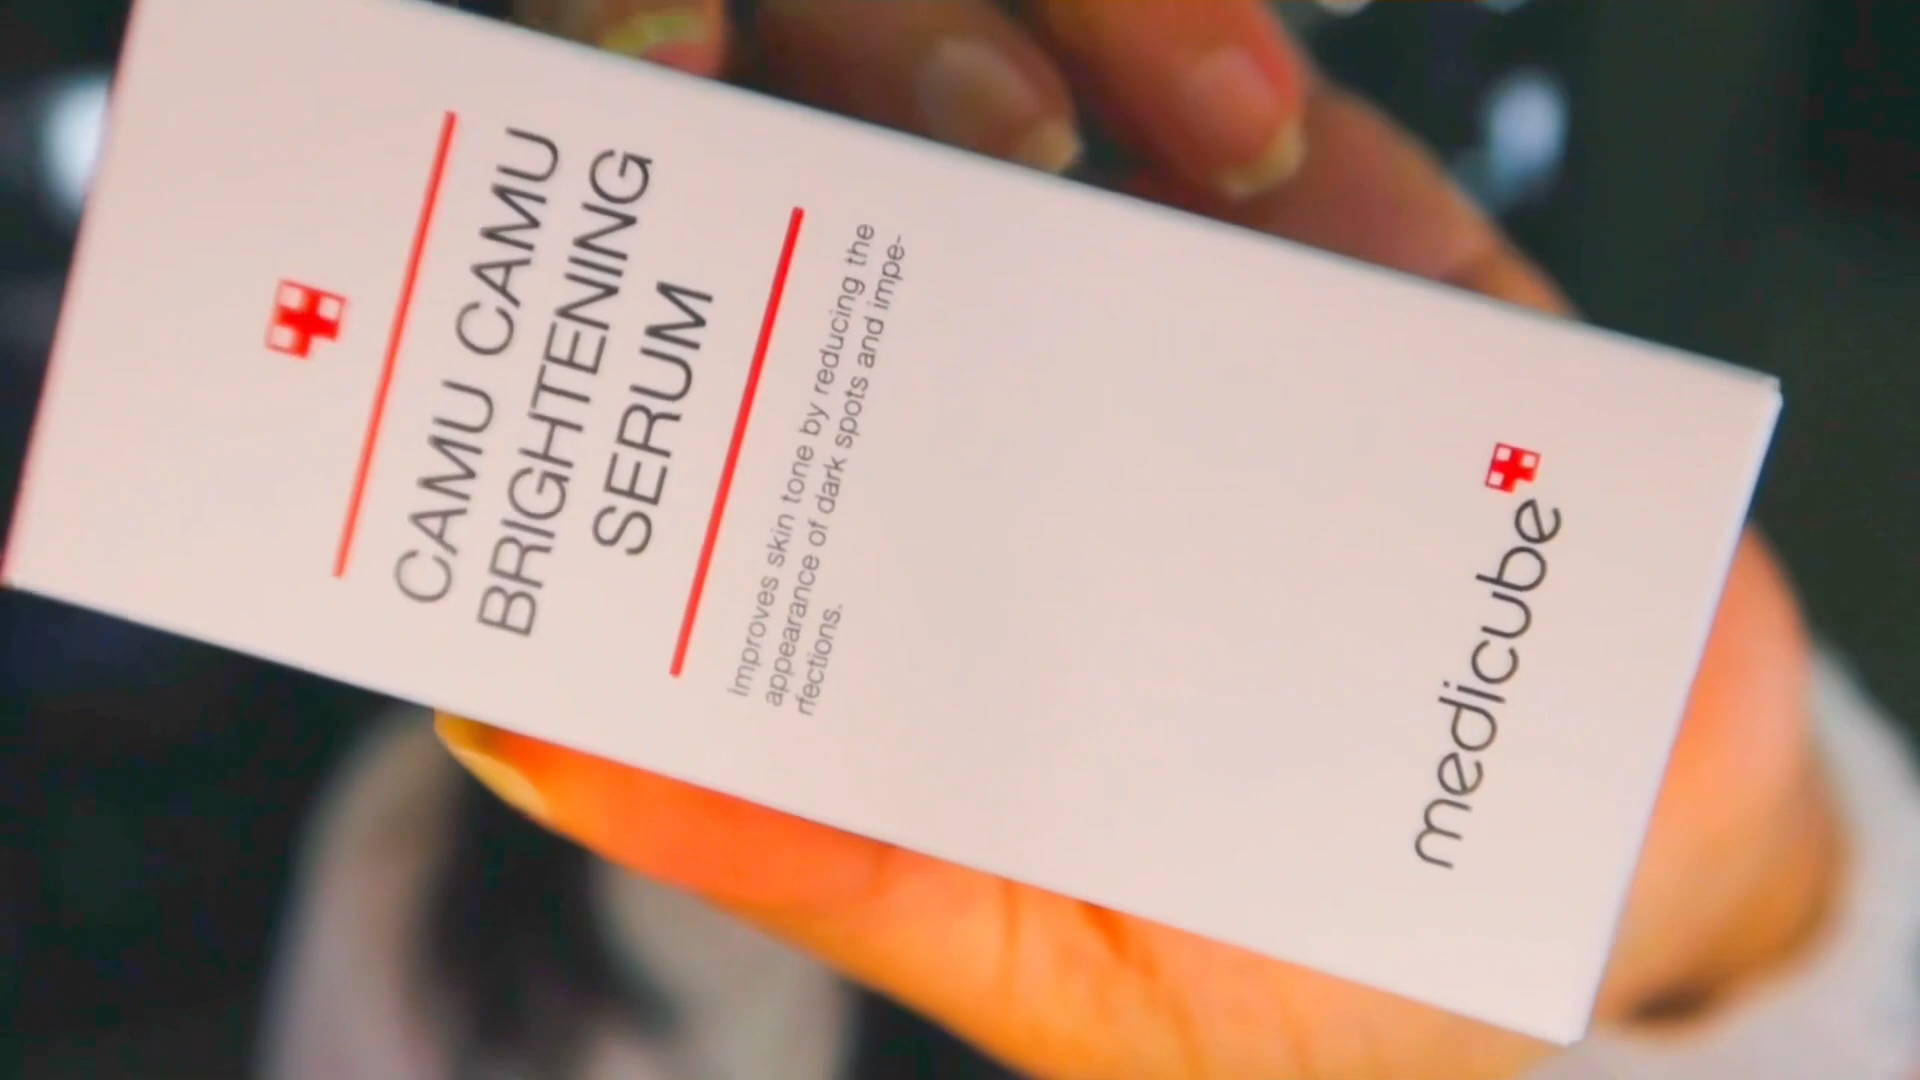 CAMU CAMU
BRIGHTENING
SERUM
Improves skin tone by reducing the
appearance of dark spots and impe-
rfections.
medicube